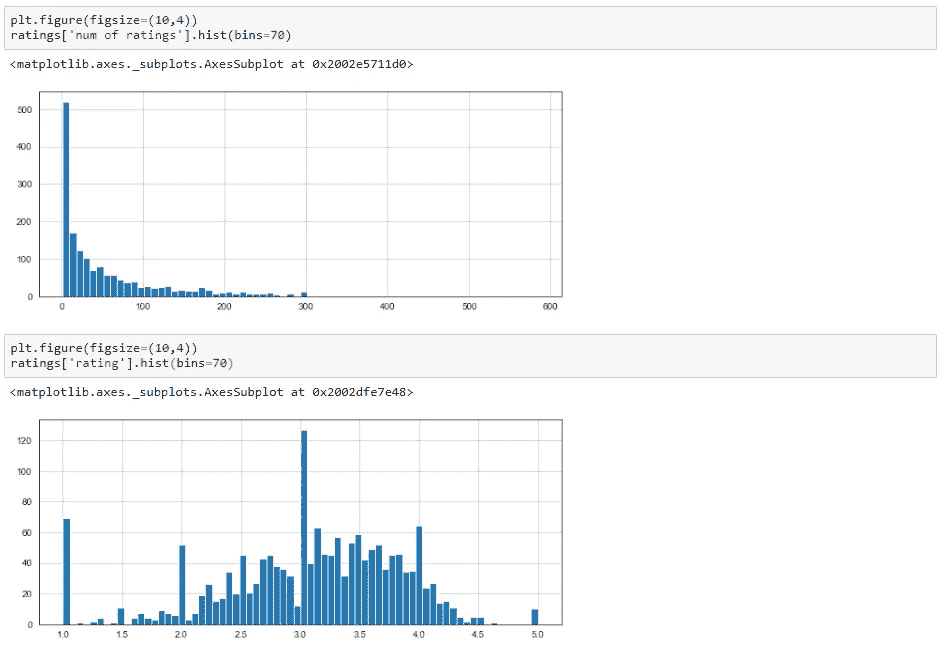 plt.figure(figsize=(10,4))
ratings['num of ratings'].hist(bins=70)
<matplotlib.axes._subplots.AxesSubplot at 0x2002e5711d0>
500
400
300
200
100
0
0 100 200 300 400 500 600
plt.figure(figsize=(10,4))
ratings['rating'].hist(bins=70)
<matplotlib.axes._subplots.AxesSubplot at 0x2002dfe7e48>
120
100
80
60
40
20
0
1.0 1.5 2.0 2.5 3.0 3.5 4.0 4.5 5.0